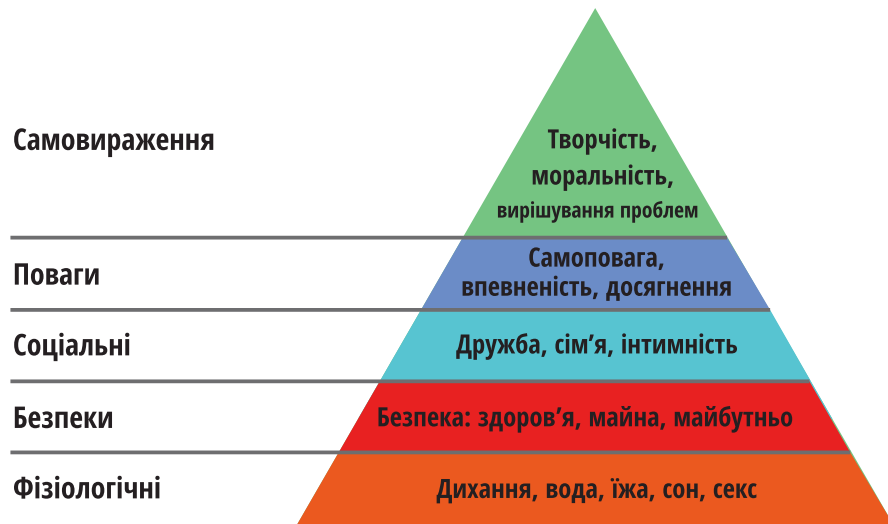 Самовираження
Творчість,
моральність,
вирішування проблем
Поваги
Самоповага,
впевненість, досягнення
Соціальні
Дружба, сім’я, інтимність
Безпеки
Безпека: здоров’я, майна, майбутньо
Фізіологічні
Дихання, вода, їжа, сон, секс